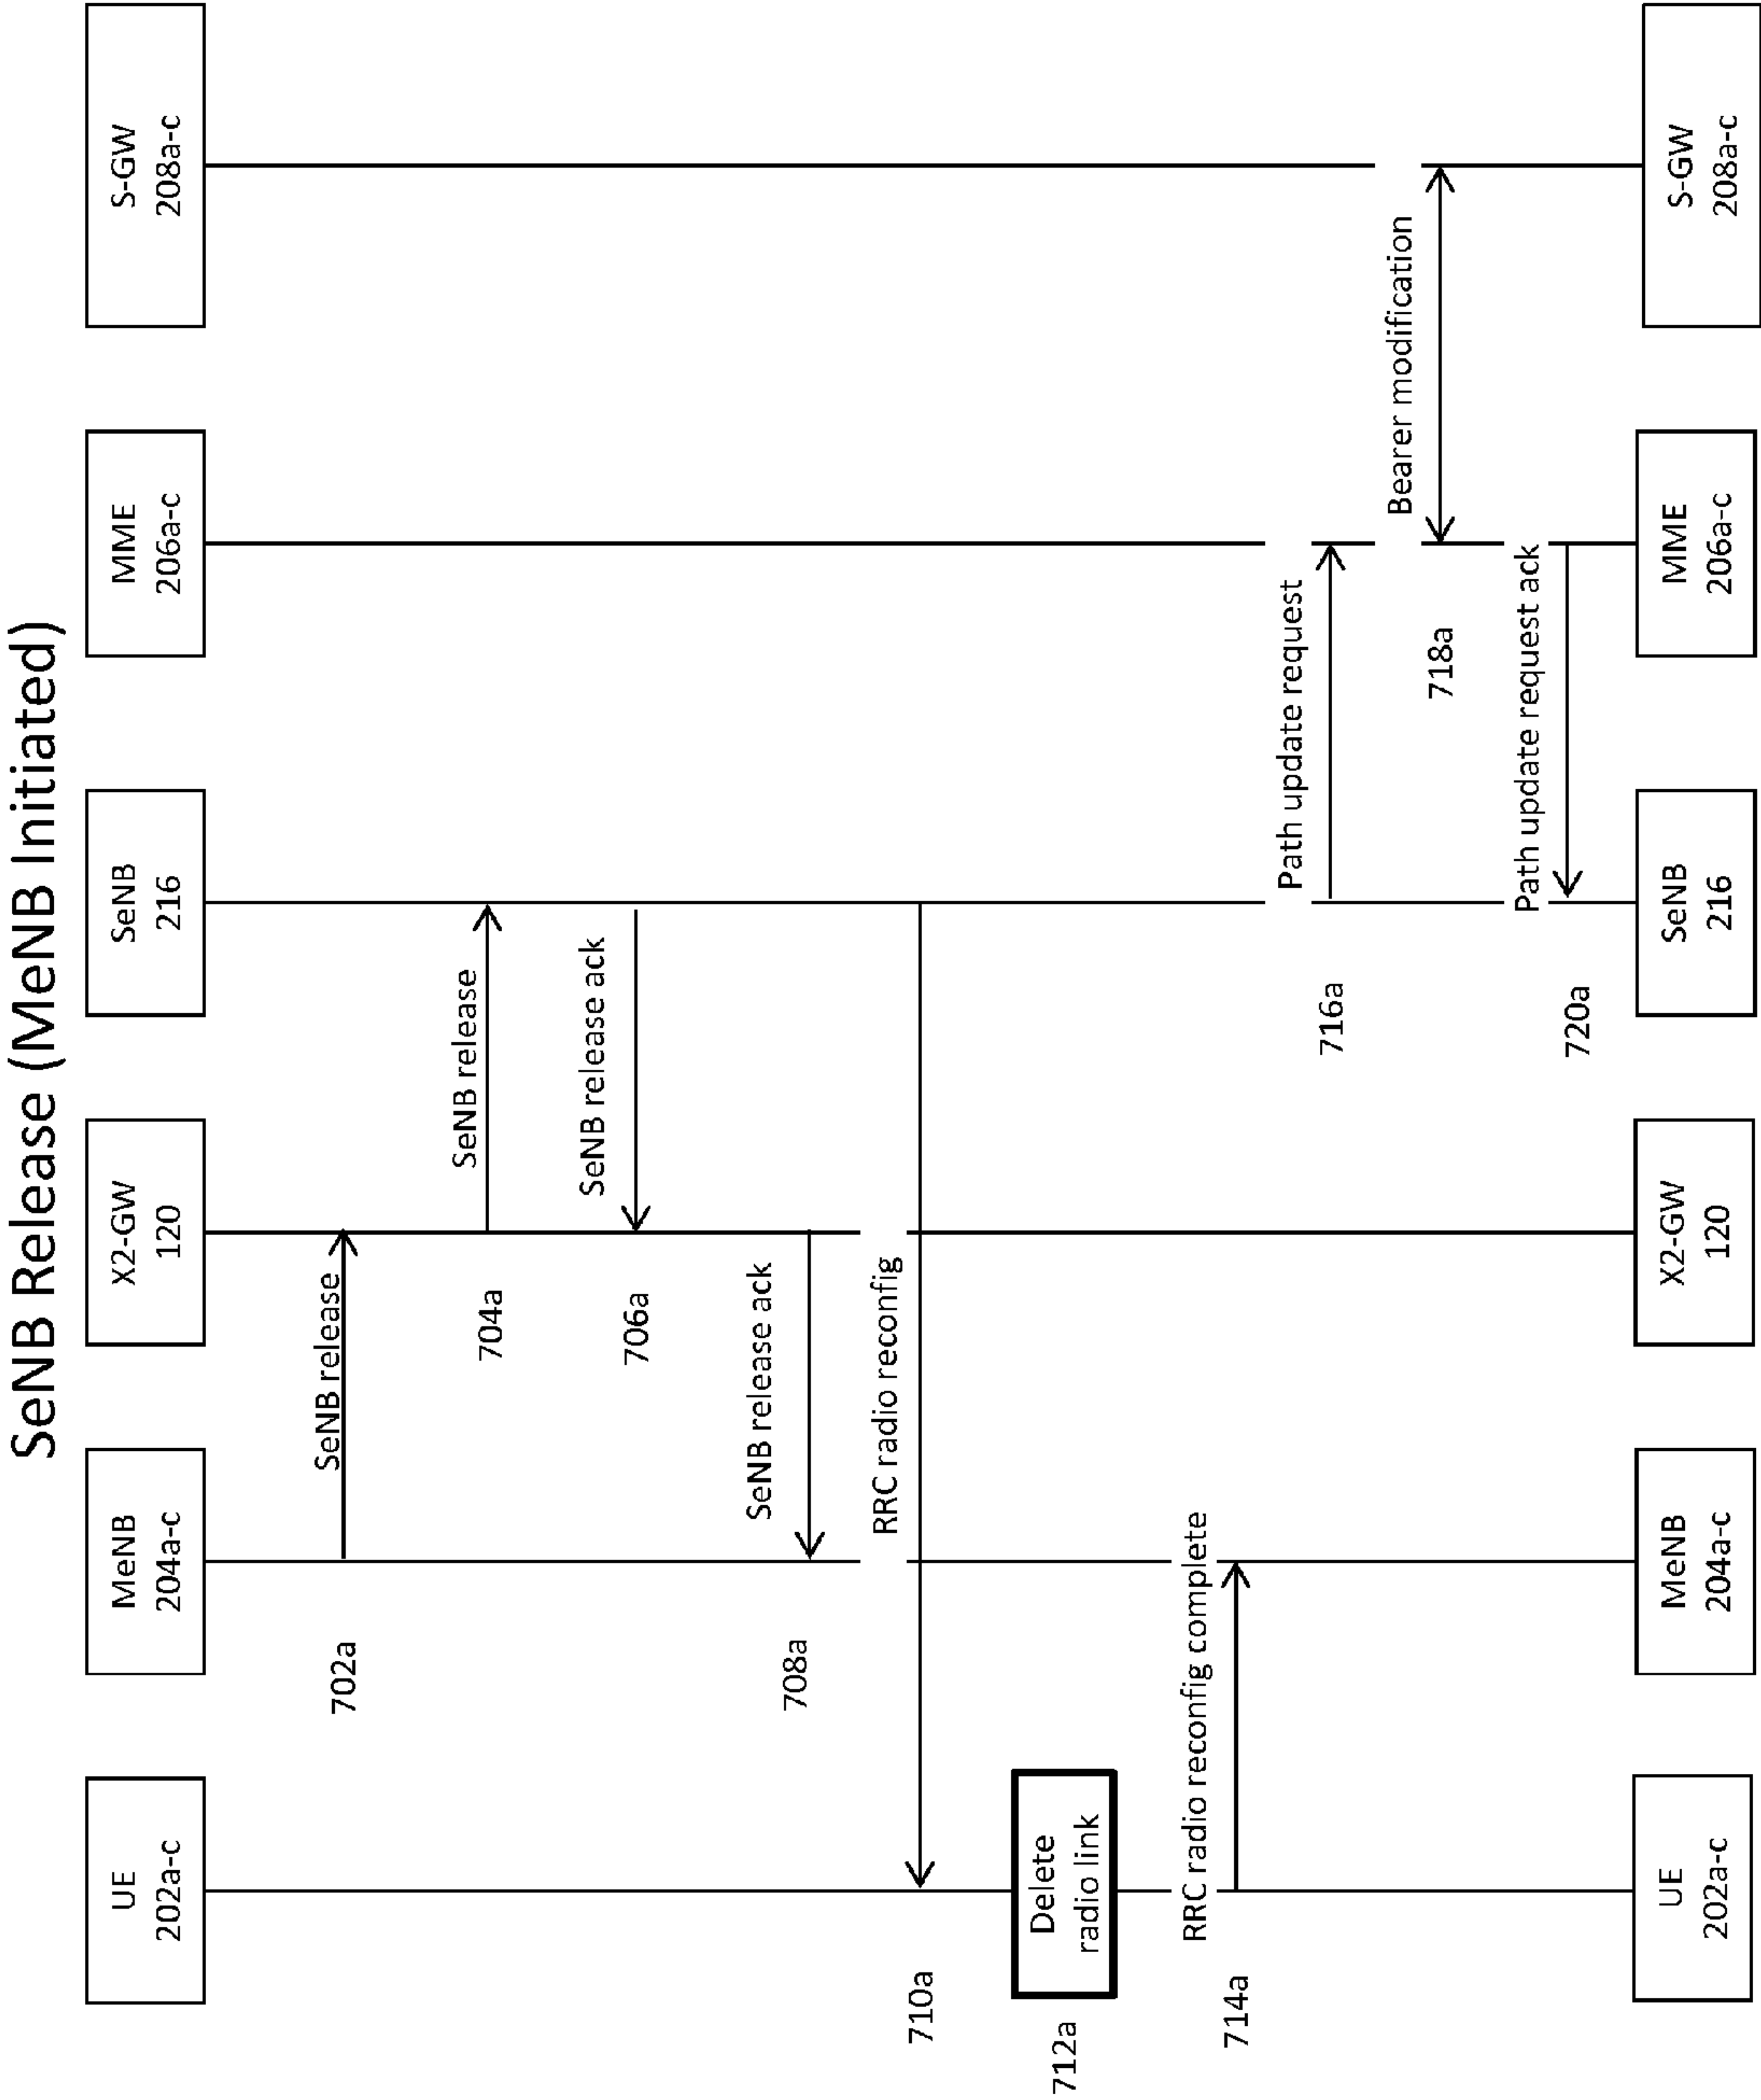 SeNB Release (MeNB Initiated)
UE
202a-c
MeNB
204a-c
X2-GW
120
SeNB
216
MME
206a-c
S-GW
208a-c
702a
SeNB release
704a
SeNB release
706a
SeNB release ack
708a
SeNB release ack
710a
RRC radio reconfig
712a
Delete
radio link
714a
RRC radio reconfig complete
716a
Path update request
718a
Bearer modification
720a
Path update request ack
UE
202a-c
MeNB
204a-c
X2-GW
120
SeNB
216
MME
206a-c
S-GW
208a-c